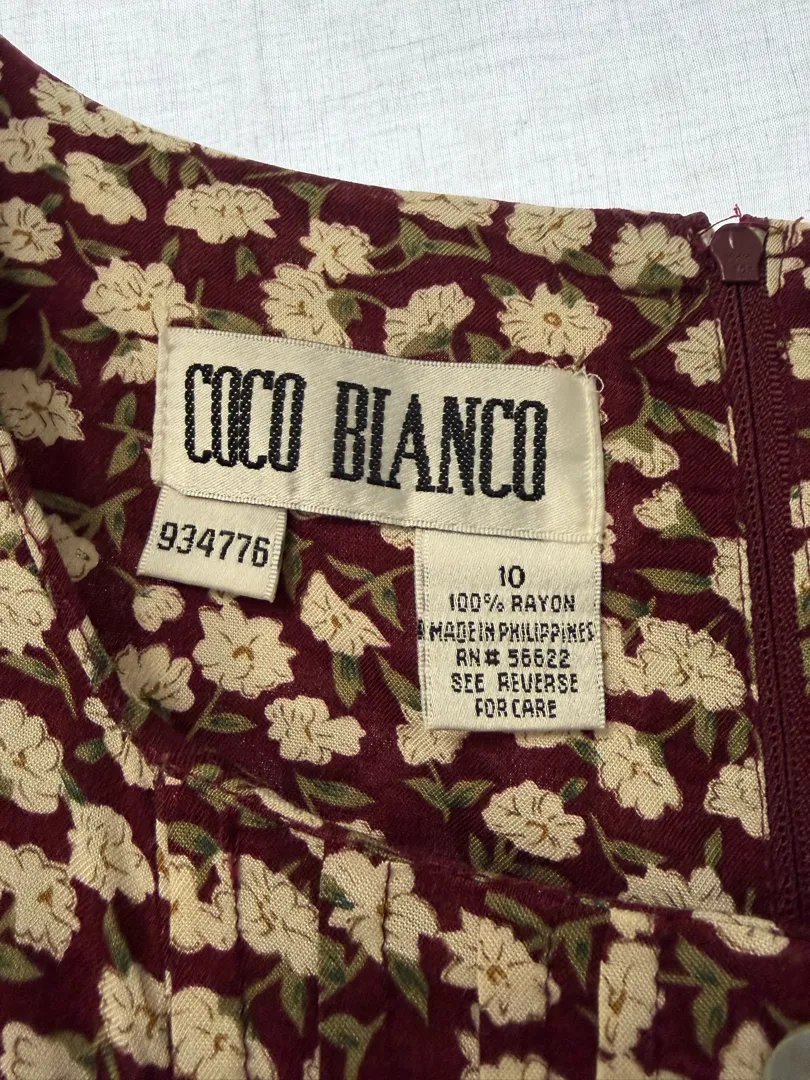 COCO BIANCO
934776
10
100% RAYON
MADE IN PHILIPPINES
RN# 56622
SEE REVERSE
FOR CARE